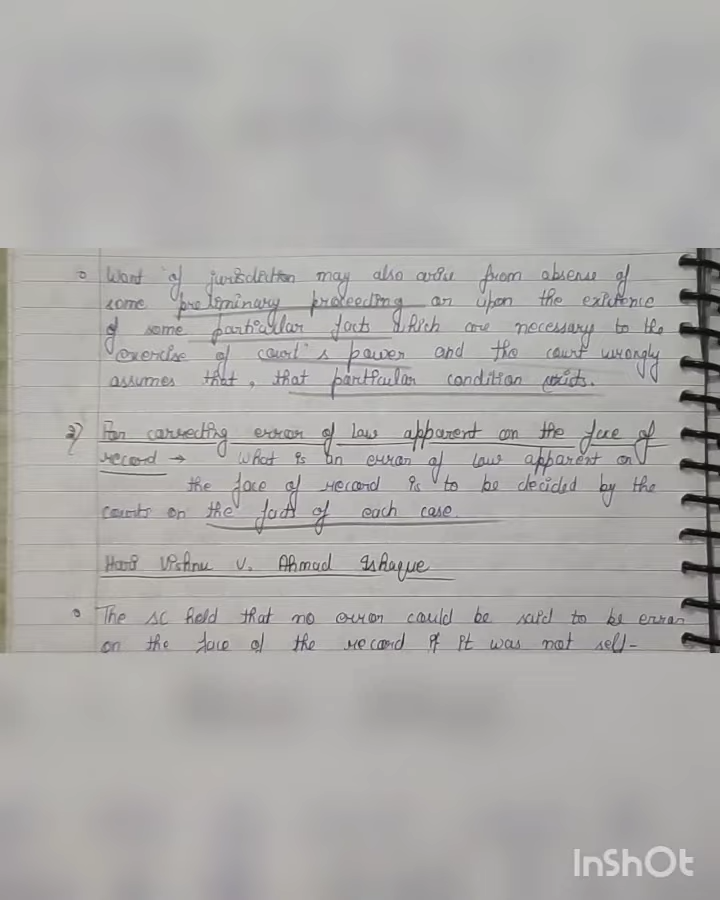 Want of jurisdiction may also arise from absense of
some preliminary proceeding an upon the existence
of some particular facts which are necessary to the
exercise of court's power and the court wrongly
assumes that, that particular condition exists.
2) For correcting error of law apparent on the face of
record → What is an error of law apparent on
the face of record is to be decided by the
courts on the facts of each case.
Hari Vishnu v. Ahmad Ishaque
The SC held that no error could be said to be error
on the face of the record if it was not self-
InShOt